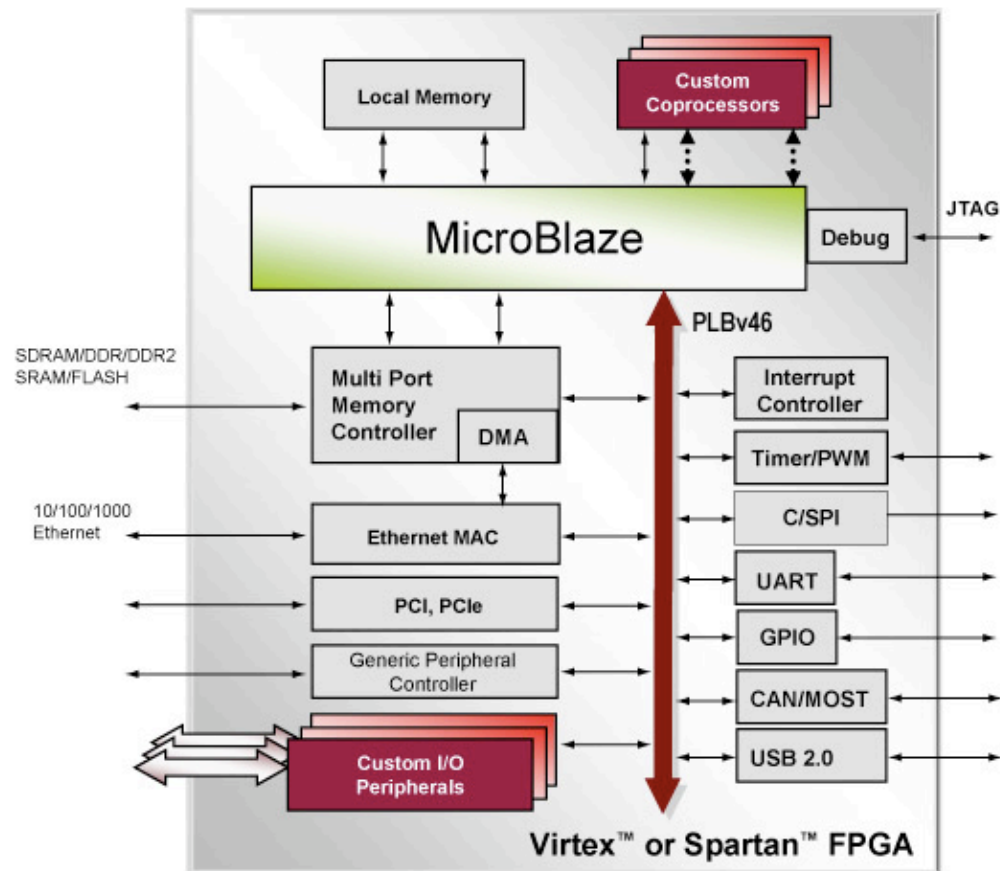 Local Memory
Custom
Coprocessors
MicroBlaze
Debug
JTAG
PLBv46
SDRAM/DDR/DDR2
SRAM/FLASH
Multi Port
Memory
Controller
DMA
Interrupt
Controller
Timer/PWM
10/100/1000
Ethernet
Ethernet MAC
C/SPI
PCI, PCIe
UART
Generic Peripheral
Controller
GPIO
CAN/MOST
Custom I/O
Peripherals
USB 2.0
Virtex™ or Spartan™ FPGA